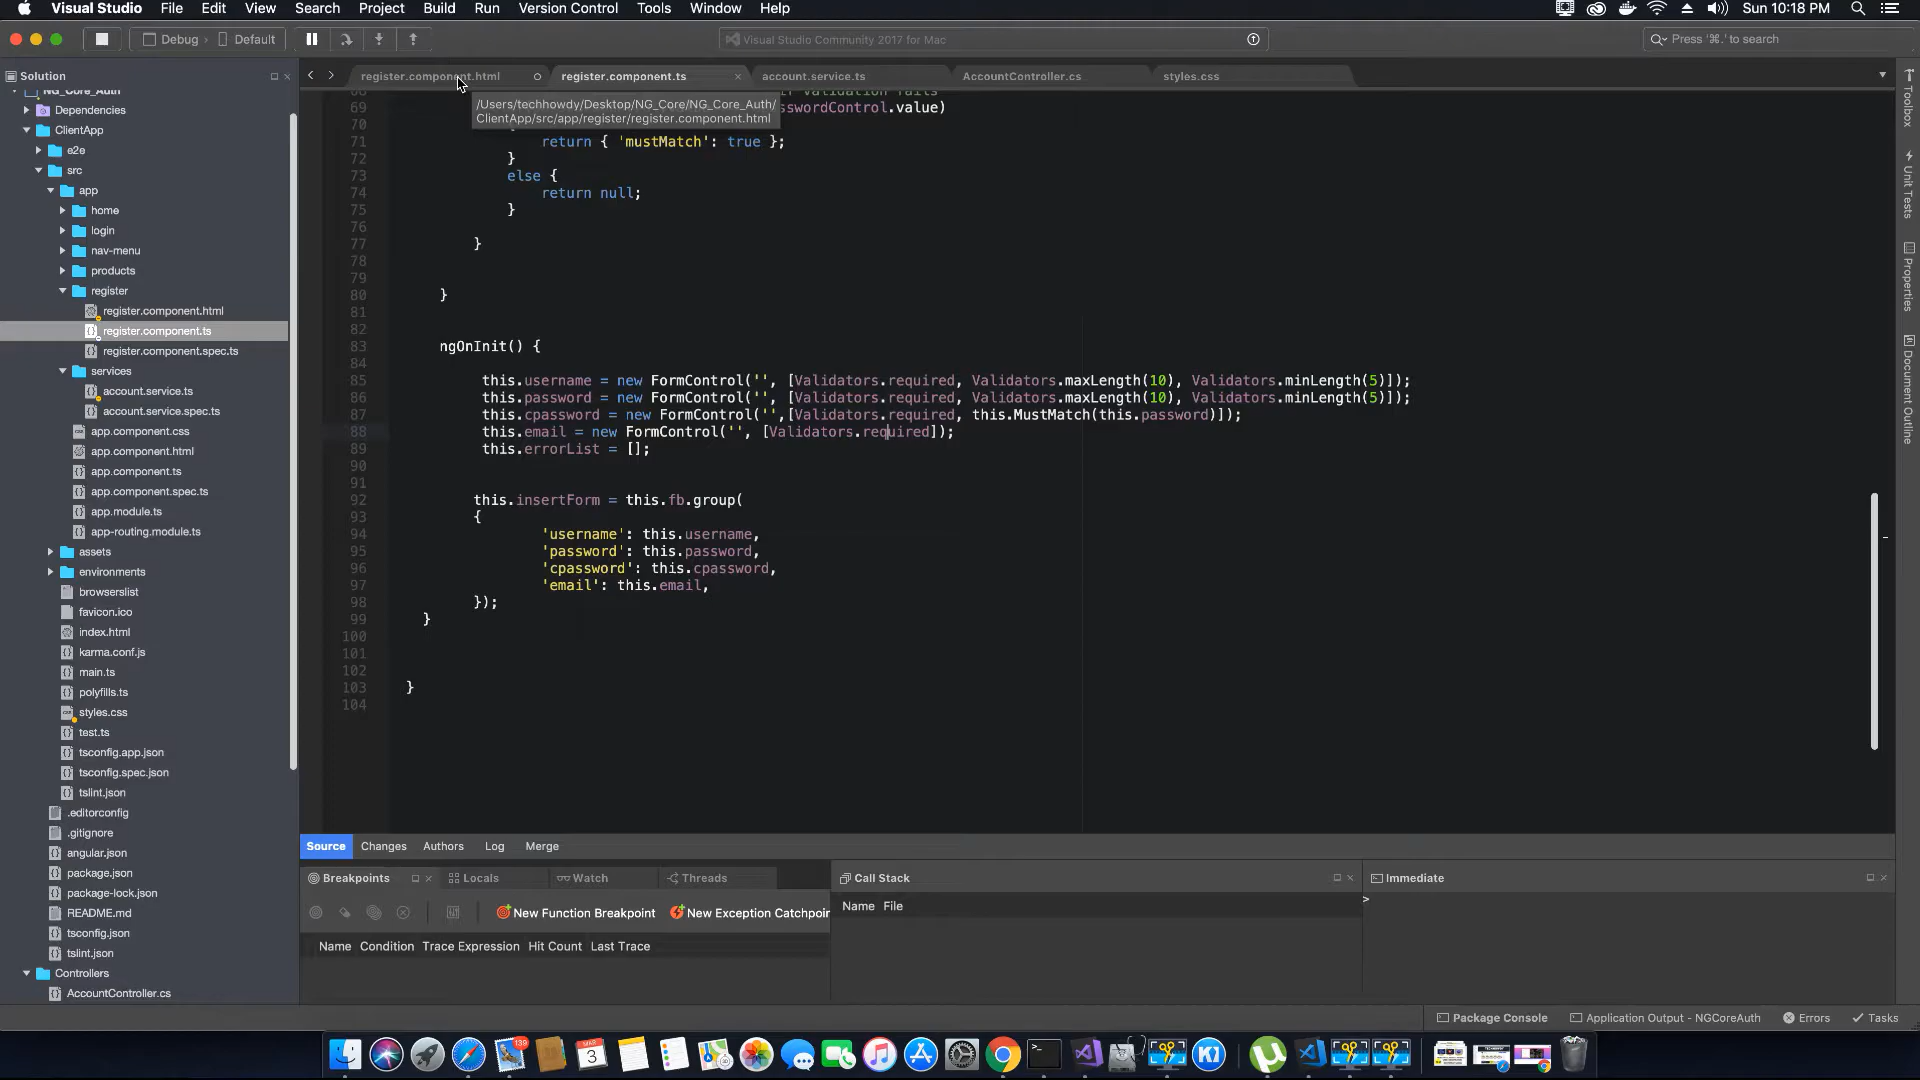 Visual Studio File Edit View Search Project Build Run Version Control Tools Window Help
Sun 10:18 PM
Debug Default
Visual Studio Community 2017 for Mac
Press '⌘.' to search
Solution
register.component.html register.component.ts account.service.ts AccountController.cs styles.css
/Users/techhowdy/Desktop/NG_Core/NG_Core_Auth/
ClientApp/src/app/register/register.component.html
NG_Core_Auth
Dependencies
ClientApp
e2e
src
app
home
login
nav-menu
products
register
register.component.html
register.component.ts
register.component.spec.ts
services
account.service.ts
account.service.spec.ts
app.component.css
app.component.html
app.component.ts
app.component.spec.ts
app.module.ts
app-routing.module.ts
assets
environments
browserslist
favicon.ico
index.html
karma.conf.js
main.ts
polyfills.ts
styles.css
test.ts
tsconfig.app.json
tsconfig.spec.json
tslint.json
.editorconfig
.gitignore
angular.json
package.json
package-lock.json
README.md
tsconfig.json
tslint.json
Controllers
AccountController.cs
68 validation fails
69 sswordControl.value)
70
71 return { 'mustMatch': true };
72 }
73 else {
74 return null;
75 }
76
77 }
78
79
80 }
81
82
83 ngOnInit() {
84
85 this.username = new FormControl('', [Validators.required, Validators.maxLength(10), Validators.minLength(5)]);
86 this.password = new FormControl('', [Validators.required, Validators.maxLength(10), Validators.minLength(5)]);
87 this.cpassword = new FormControl('',[Validators.required, this.MustMatch(this.password)]);
88 this.email = new FormControl('', [Validators.required]);
89 this.errorList = [];
90
91
92 this.insertForm = this.fb.group(
93 {
94 'username': this.username,
95 'password': this.password,
96 'cpassword': this.cpassword,
97 'email': this.email,
98 });
99 }
100
101
102
103 }
104
Toolbox
Unit Tests
Properties
Document Outline
Source Changes Authors Log Merge
Breakpoints Locals Watch Threads
New Function Breakpoint New Exception Catchpoin
Name Condition Trace Expression Hit Count Last Trace
Call Stack
Name File
Immediate
>
Package Console Application Output - NGCoreAuth Errors Tasks
139
MAR
3